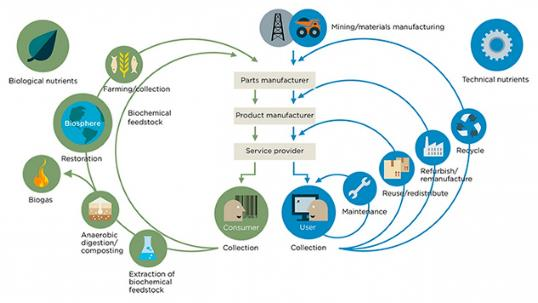 Mining/materials manufacturing
Biological nutrients
Farming/collection
Parts manufacturer
Technical nutrients
Biochemical
feedstock
Product manufacturer
Biosphere
Restoration
Service provider
Recycle
Refurbish/
remanufacture
Reuse/redistribute
Biogas
Maintenance
Consumer
User
Anaerobic
digestion/
composting
Collection
Collection
Extraction of
biochemical
feedstock